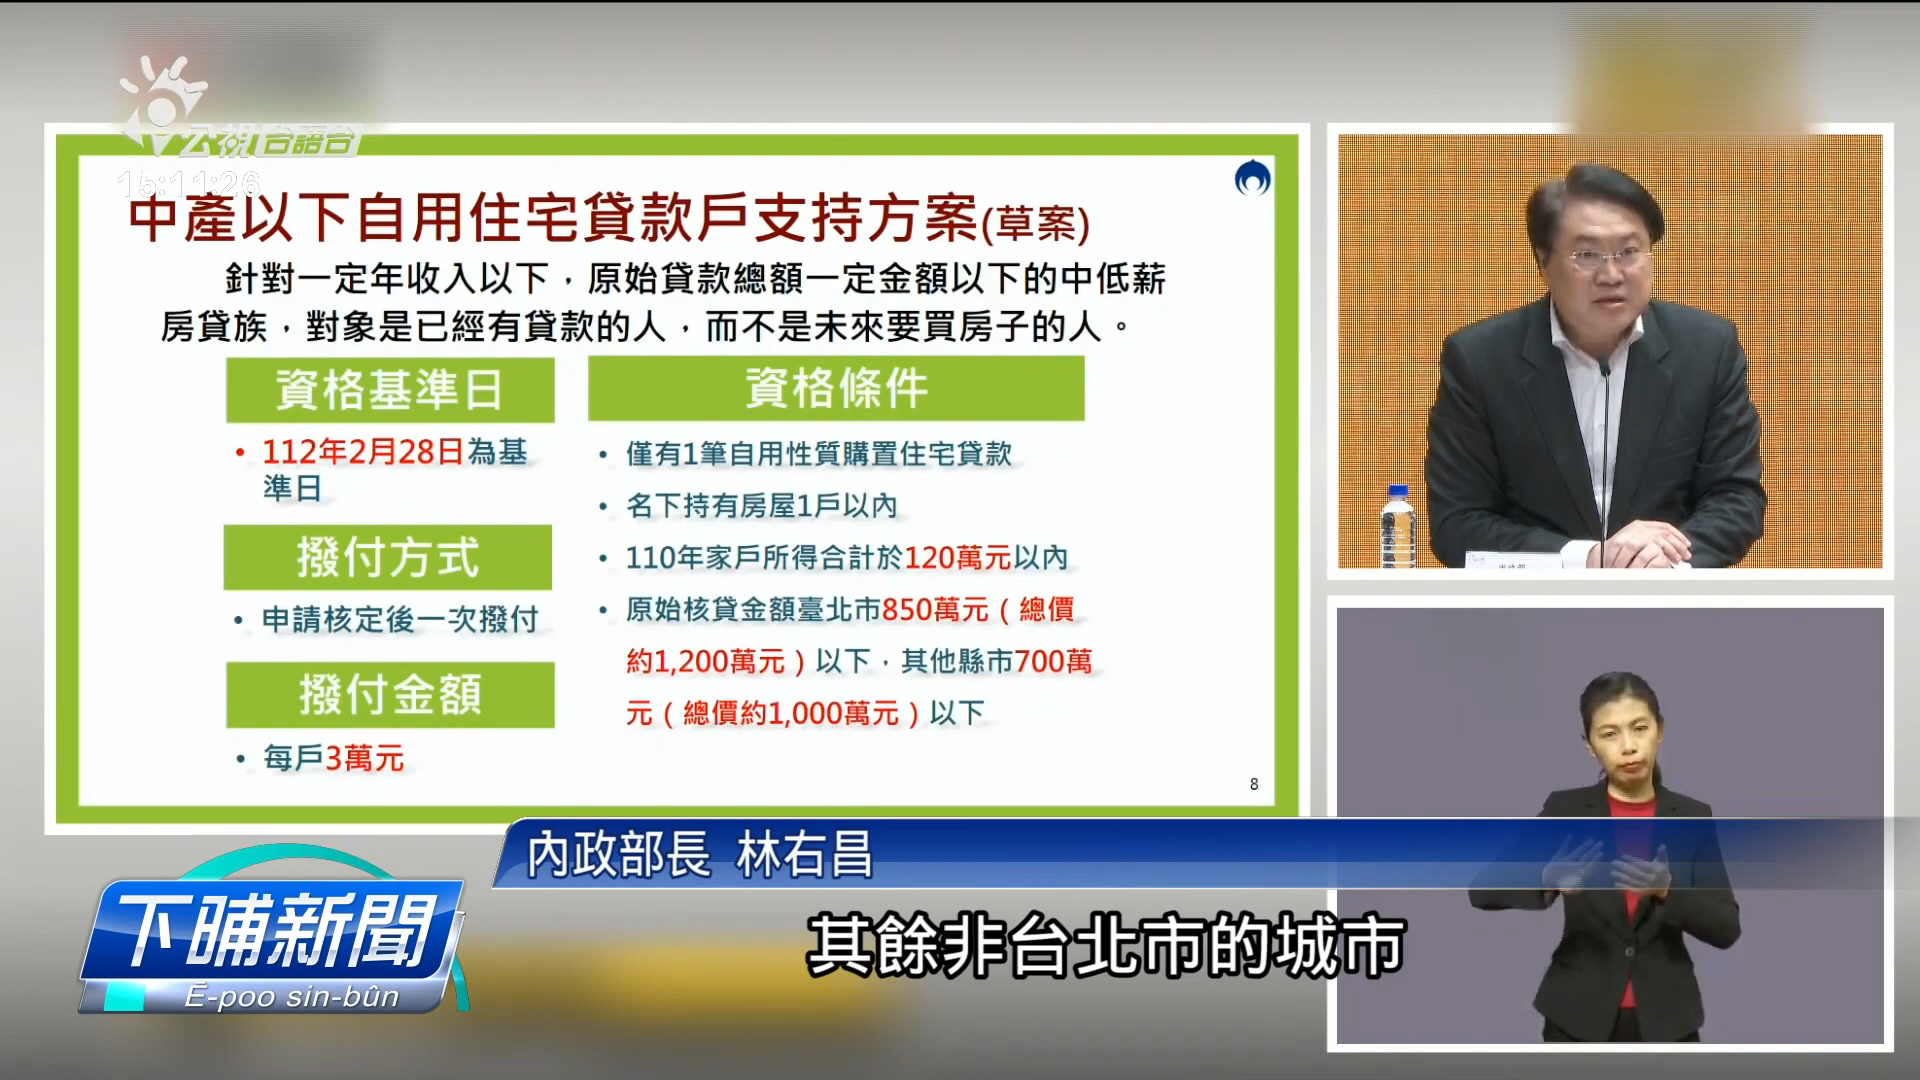 公視台語台
15:11:26
中產以下自用住宅貸款戶支持方案(草案)
針對一定年收入以下，原始貸款總額一定金額以下的中低薪
房貸族，對象是已經有貸款的人，而不是未來要買房子的人。
資格基準日
• 112年2月28日為基
準日
撥付方式
• 申請核定後一次撥付
撥付金額
• 每戶3萬元
資格條件
• 僅有1筆自用性質購置住宅貸款
• 名下持有房屋1戶以內
• 110年家戶所得合計於120萬元以內
• 原始核貸金額臺北市850萬元（總價
約1,200萬元）以下，其他縣市700萬
元（總價約1,000萬元）以下
8
內政部長 林右昌
下晡新聞
Ē-poo sin-bûn
其餘非台北市的城市